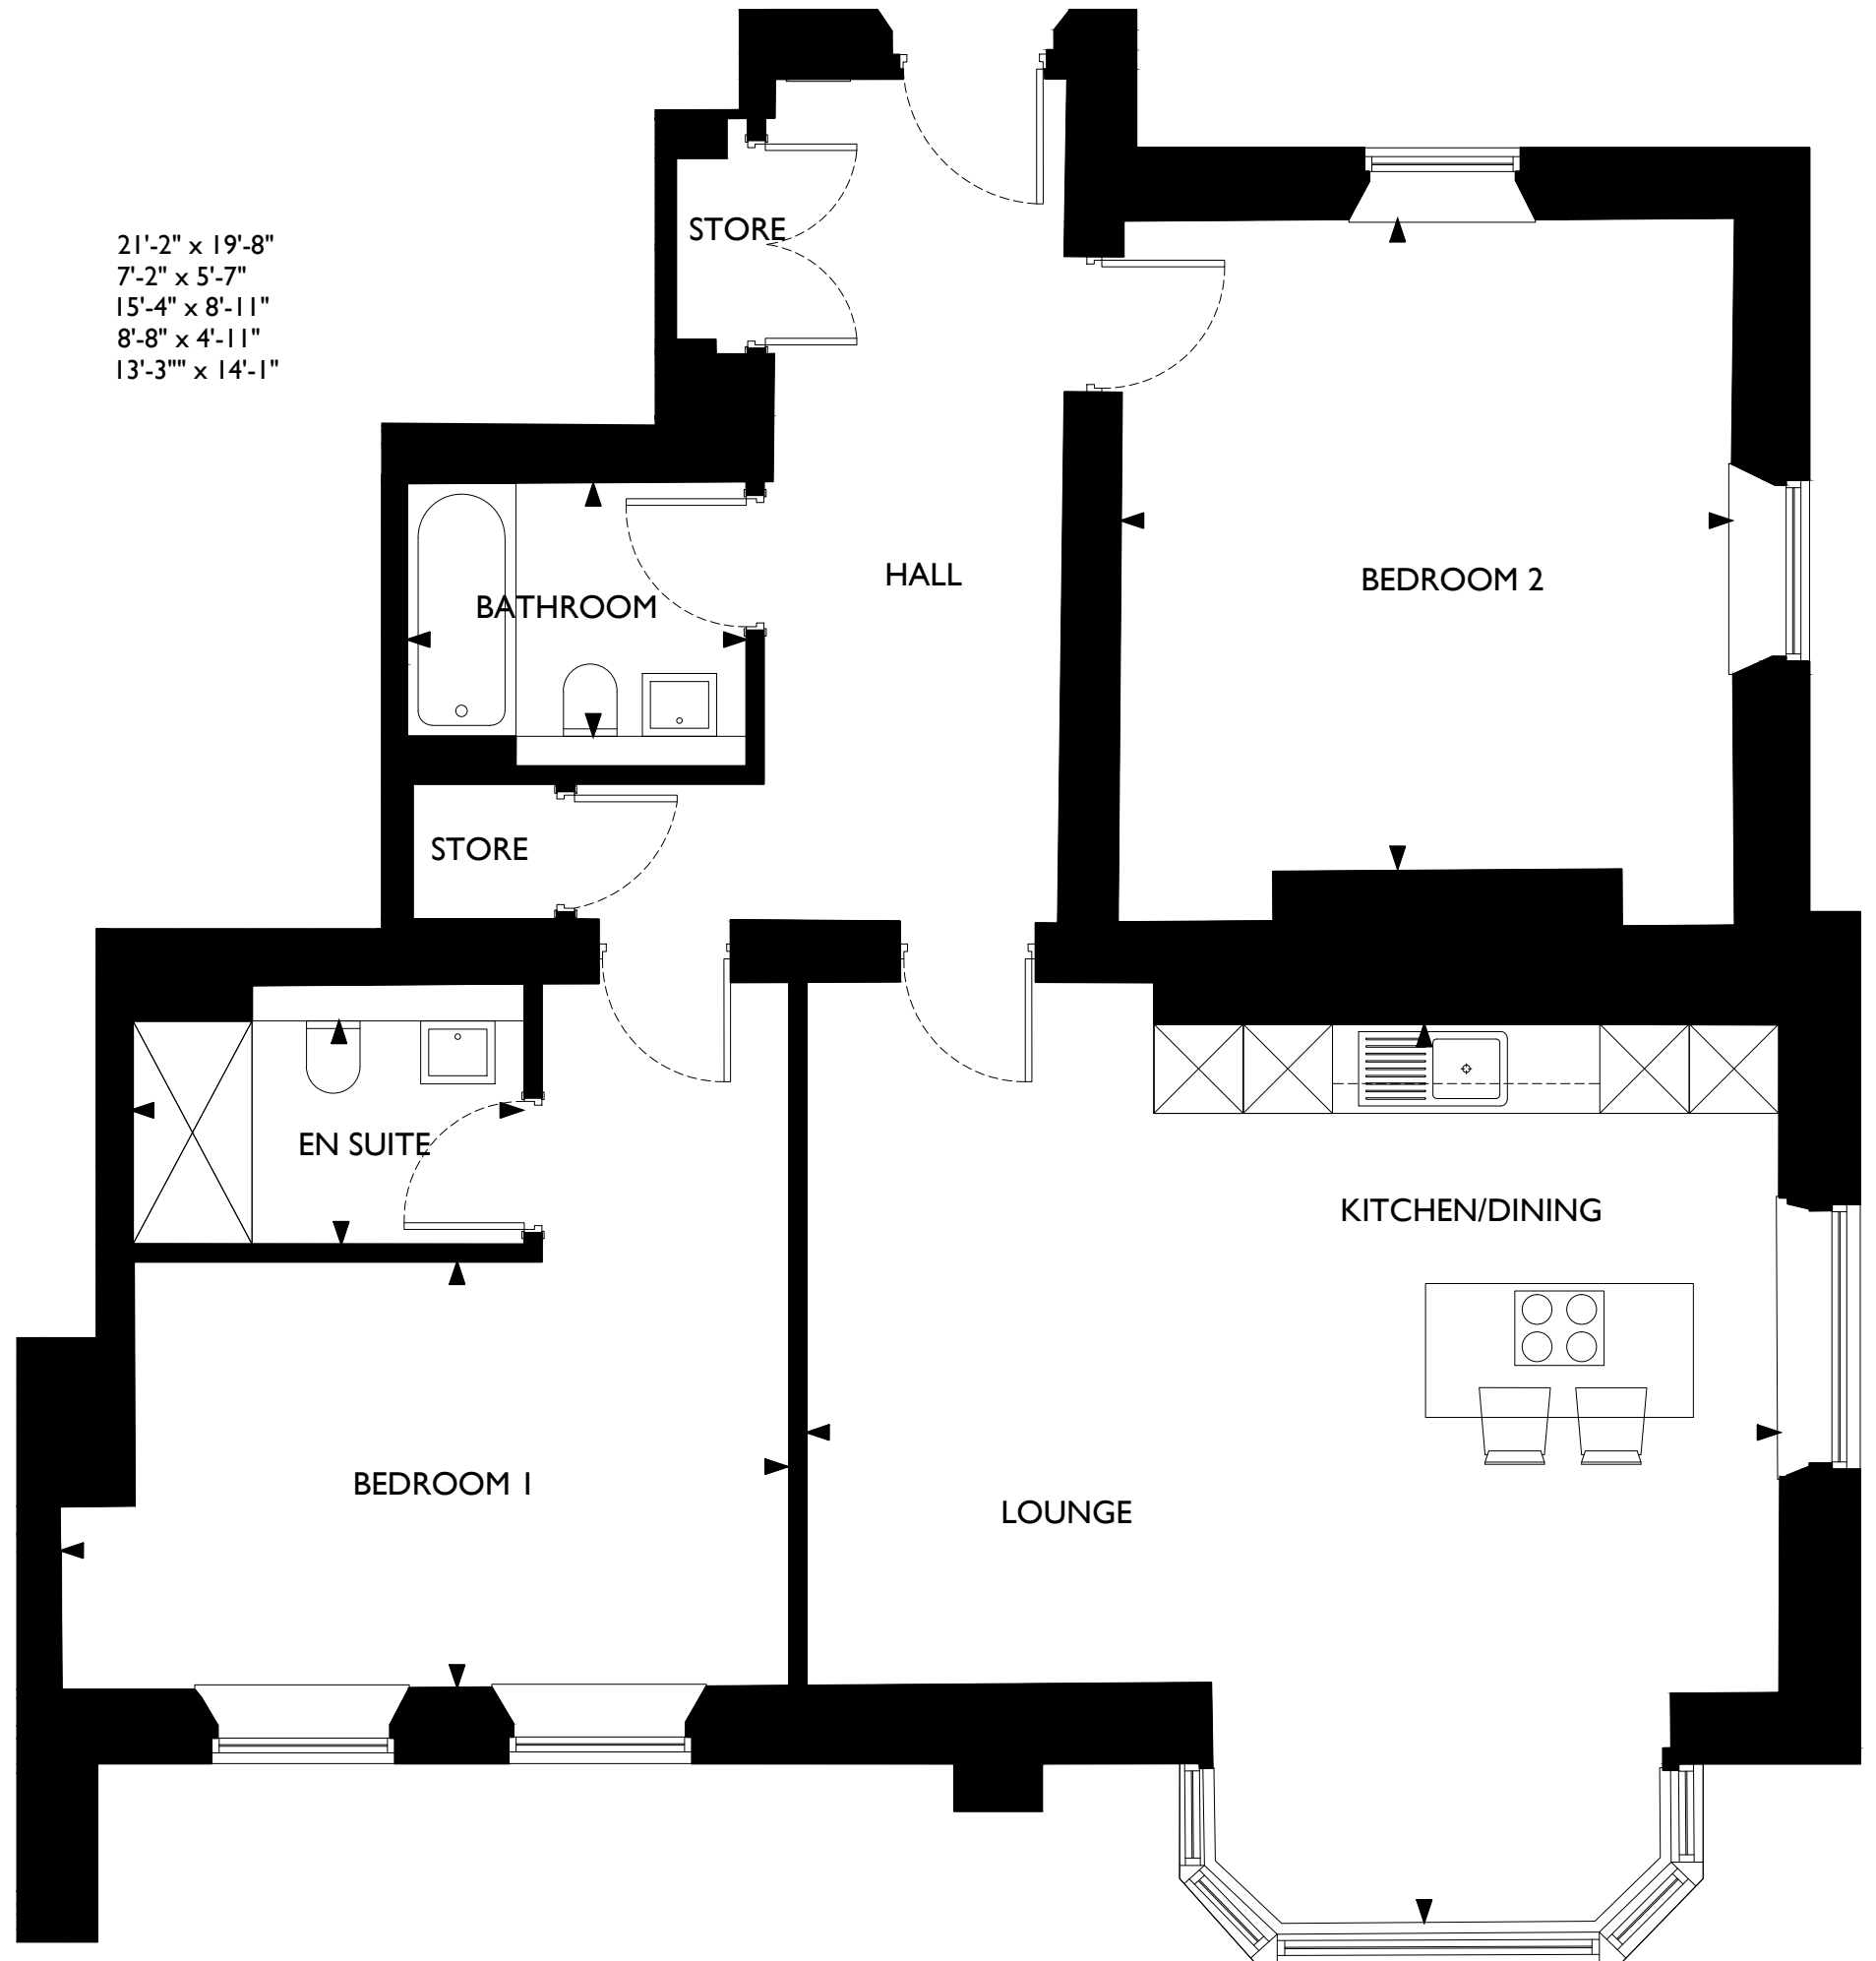 STORE
21'-2" x 19'-8"
7'-2" x 5'-7"
15'-4" x 8'-11"
8'-8" x 4'-11"
13'-3"" x 14'-1"
HALL
BEDROOM 2
BATHROOM
STORE
EN SUITE
KITCHEN/DINING
BEDROOM 1
LOUNGE